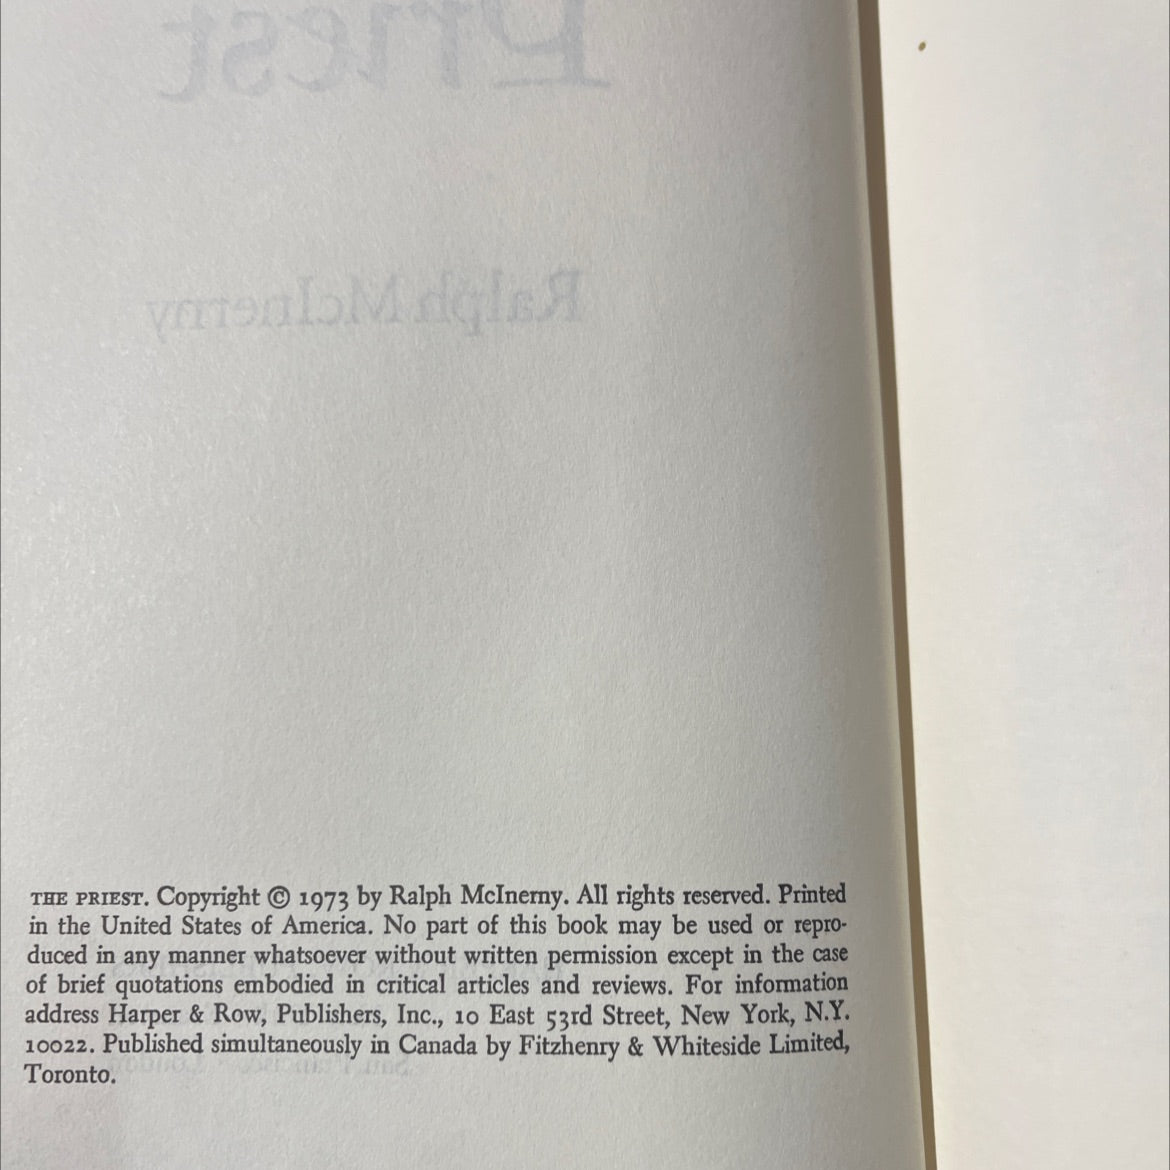 Priest
Ralph McInerny
THE PRIEST. Copyright © 1973 by Ralph McInerny. All rights reserved. Printed
in the United States of America. No part of this book may be used or repro-
duced in any manner whatsoever without written permission except in the case
of brief quotations embodied in critical articles and reviews. For information
address Harper & Row, Publishers, Inc., 10 East 53rd Street, New York, N.Y.
10022. Published simultaneously in Canada by Fitzhenry & Whiteside Limited,
Toronto.